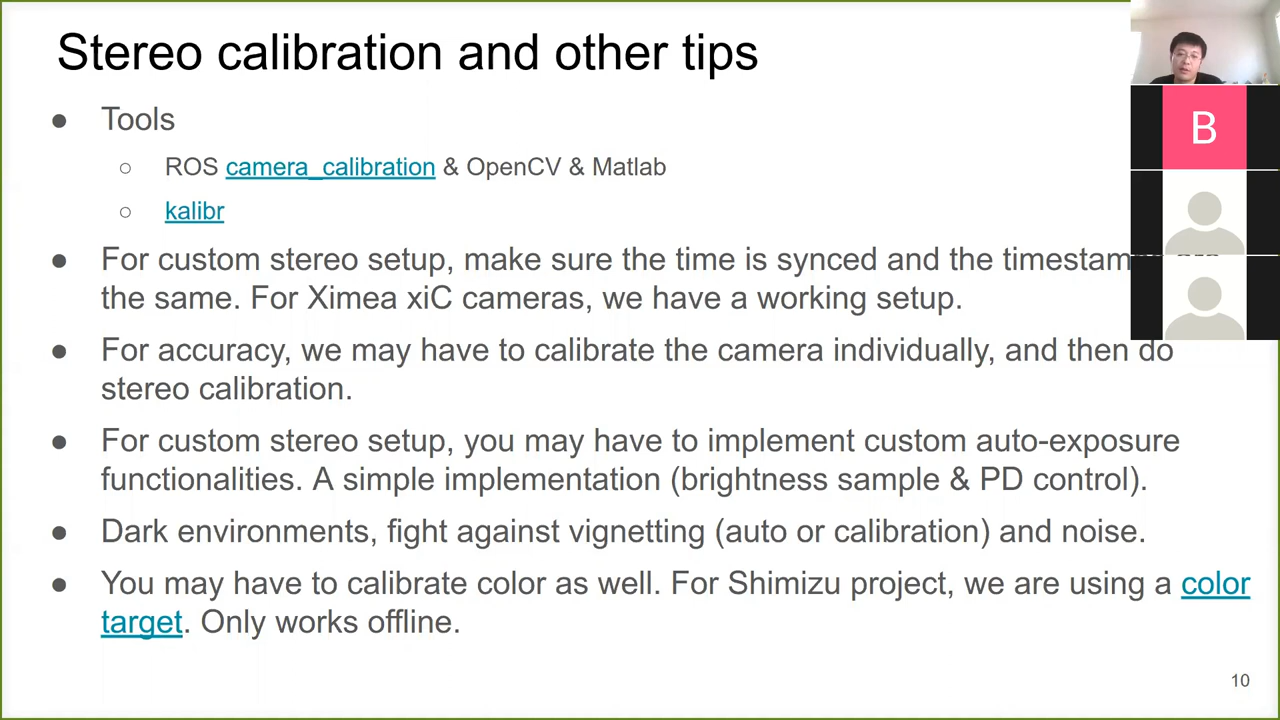 Stereo calibration and other tips
● Tools
○ ROS camera_calibration & OpenCV & Matlab
○ kalibr
● For custom stereo setup, make sure the time is synced and the
the same. For Ximea xiC cameras, we have a working setup.
● For accuracy, we may have to calibrate the camera individually, and then do
stereo calibration.
● For custom stereo setup, you may have to implement custom auto-exposure
functionalities. A simple implementation (brightness sample & PD control).
● Dark environments, fight against vignetting (auto or calibration) and noise.
● You may have to calibrate color as well. For Shimizu project, we are using a color
target. Only works offline.
10
B